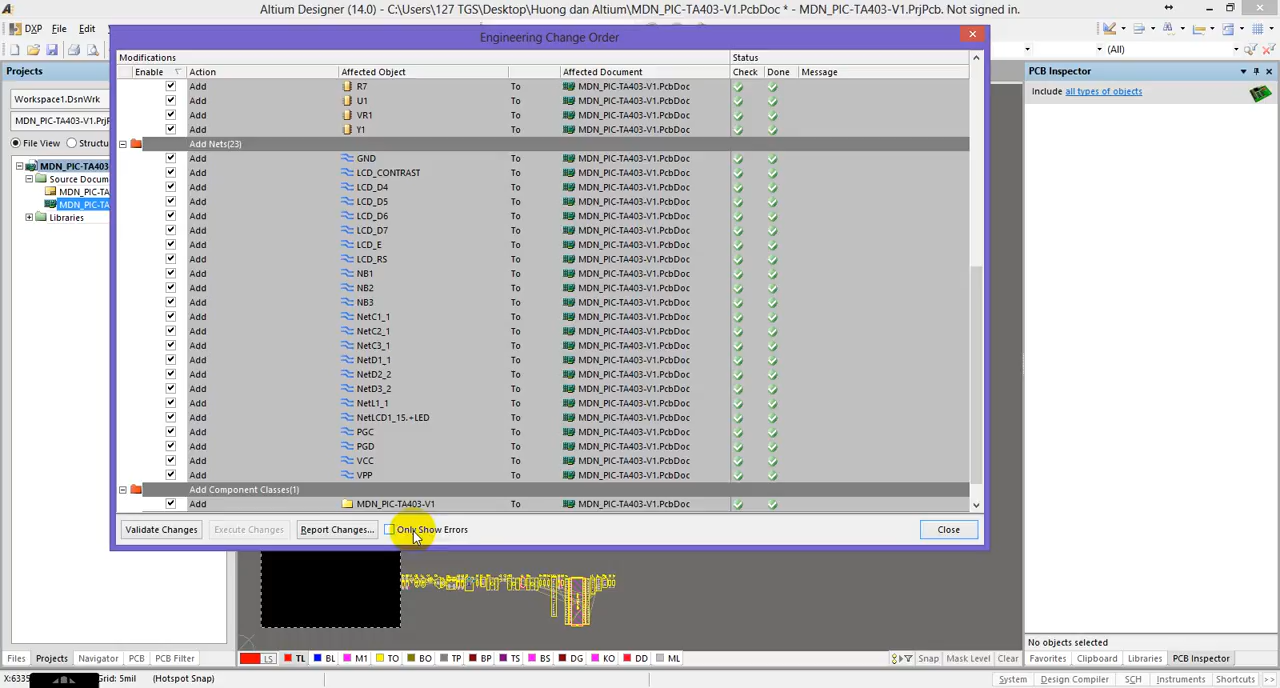 Altium Designer (14.0) - C:\Users\127 TGS\Desktop\Huong dan Altium\MDN_PIC-TA403-V1.PcbDoc * - MDN_PIC-TA403-V1.PrjPcb. Not signed in.
DXP File Edit
Engineering Change Order
(All)
Projects
Modifications Status
PCB Inspector
Enable Action Affected Object Affected Document Check Done Message
Include all types of objects
Workspace1.DsnWrk
MDN_PIC-TA403-V1.PrjP
File View Structu
MDN_PIC-TA403
Source Docum
MDN_PIC-TA
MDN_PIC-TA
Libraries
Add R7 To MDN_PIC-TA403-V1.PcbDoc
Add U1 To MDN_PIC-TA403-V1.PcbDoc
Add VR1 To MDN_PIC-TA403-V1.PcbDoc
Add Y1 To MDN_PIC-TA403-V1.PcbDoc
Add Nets(23)
Add GND To MDN_PIC-TA403-V1.PcbDoc
Add LCD_CONTRAST To MDN_PIC-TA403-V1.PcbDoc
Add LCD_D4 To MDN_PIC-TA403-V1.PcbDoc
Add LCD_D5 To MDN_PIC-TA403-V1.PcbDoc
Add LCD_D6 To MDN_PIC-TA403-V1.PcbDoc
Add LCD_D7 To MDN_PIC-TA403-V1.PcbDoc
Add LCD_E To MDN_PIC-TA403-V1.PcbDoc
Add LCD_RS To MDN_PIC-TA403-V1.PcbDoc
Add NB1 To MDN_PIC-TA403-V1.PcbDoc
Add NB2 To MDN_PIC-TA403-V1.PcbDoc
Add NB3 To MDN_PIC-TA403-V1.PcbDoc
Add NetC1_1 To MDN_PIC-TA403-V1.PcbDoc
Add NetC2_1 To MDN_PIC-TA403-V1.PcbDoc
Add NetC3_1 To MDN_PIC-TA403-V1.PcbDoc
Add NetD1_1 To MDN_PIC-TA403-V1.PcbDoc
Add NetD2_2 To MDN_PIC-TA403-V1.PcbDoc
Add NetD3_2 To MDN_PIC-TA403-V1.PcbDoc
Add NetL1_1 To MDN_PIC-TA403-V1.PcbDoc
Add NetLCD1_15.+LED To MDN_PIC-TA403-V1.PcbDoc
Add PGC To MDN_PIC-TA403-V1.PcbDoc
Add PGD To MDN_PIC-TA403-V1.PcbDoc
Add VCC To MDN_PIC-TA403-V1.PcbDoc
Add VPP To MDN_PIC-TA403-V1.PcbDoc
Add Component Classes(1)
Add MDN_PIC-TA403-V1 To MDN_PIC-TA403-V1.PcbDoc
Validate Changes Execute Changes Report Changes... Only Show Errors Close
No objects selected
Files Projects Navigator PCB PCB Filter LS TL BL M1 TO BO TP BP TS BS TG KO DD DG ML Snap Mask Level Clear Favorites Clipboard Libraries PCB Inspector
X:6335 Grid: 5mil (Hotspot Snap) System Design Compiler SCH Instruments Shortcuts >>